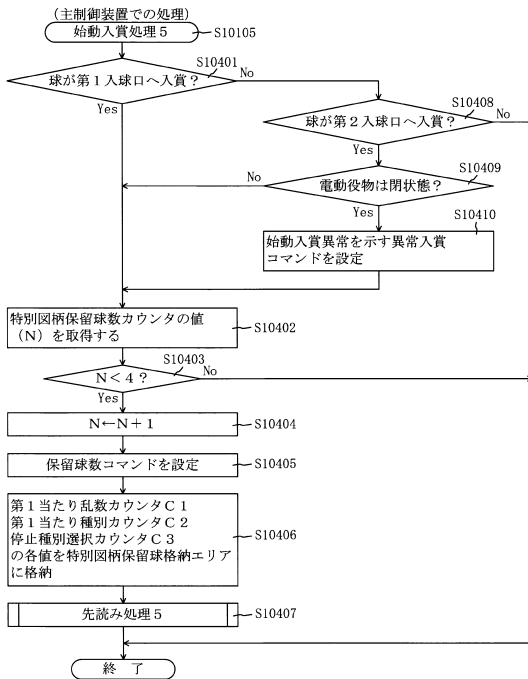 (主制御装置での処理)
始動入賞処理5
S10105
S10401
球が第1入球口へ入賞?
No
Yes
S10408
球が第2入球口へ入賞?
No
Yes
S10409
電動役物は閉状態?
No
Yes
S10410
始動入賞異常を示す異常入賞
コマンドを設定
特別図柄保留球数カウンタの値
(N)を取得する
S10402
S10403
N<4?
No
Yes
N←N+1
S10404
保留球数コマンドを設定
S10405
第1当たり乱数カウンタC1
第1当たり種別カウンタC2
停止種別選択カウンタC3
の各値を特別図柄保留球格納エリア
に格納
S10406
先読み処理5
S10407
終 了